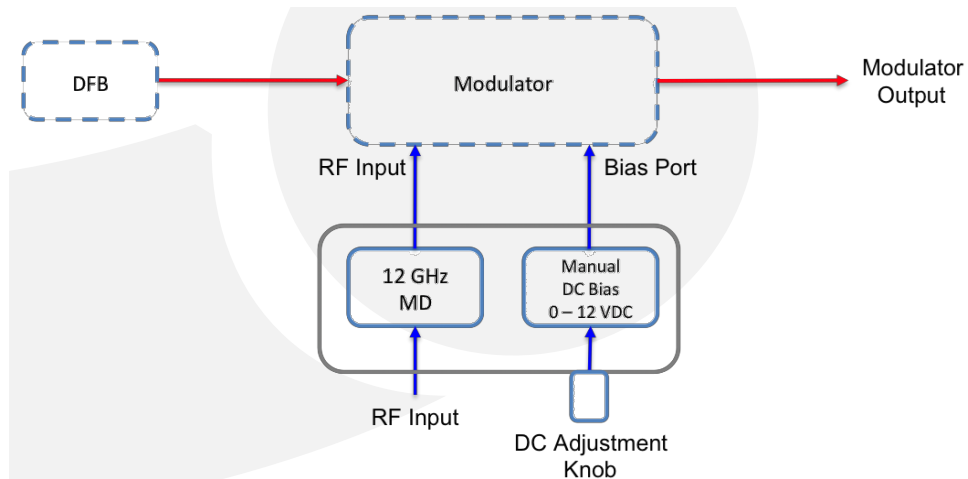 DFB
Modulator
Modulator
Output
RF Input
Bias Port
12 GHz
MD
Manual
DC Bias
0 – 12 VDC
RF Input
DC Adjustment
Knob